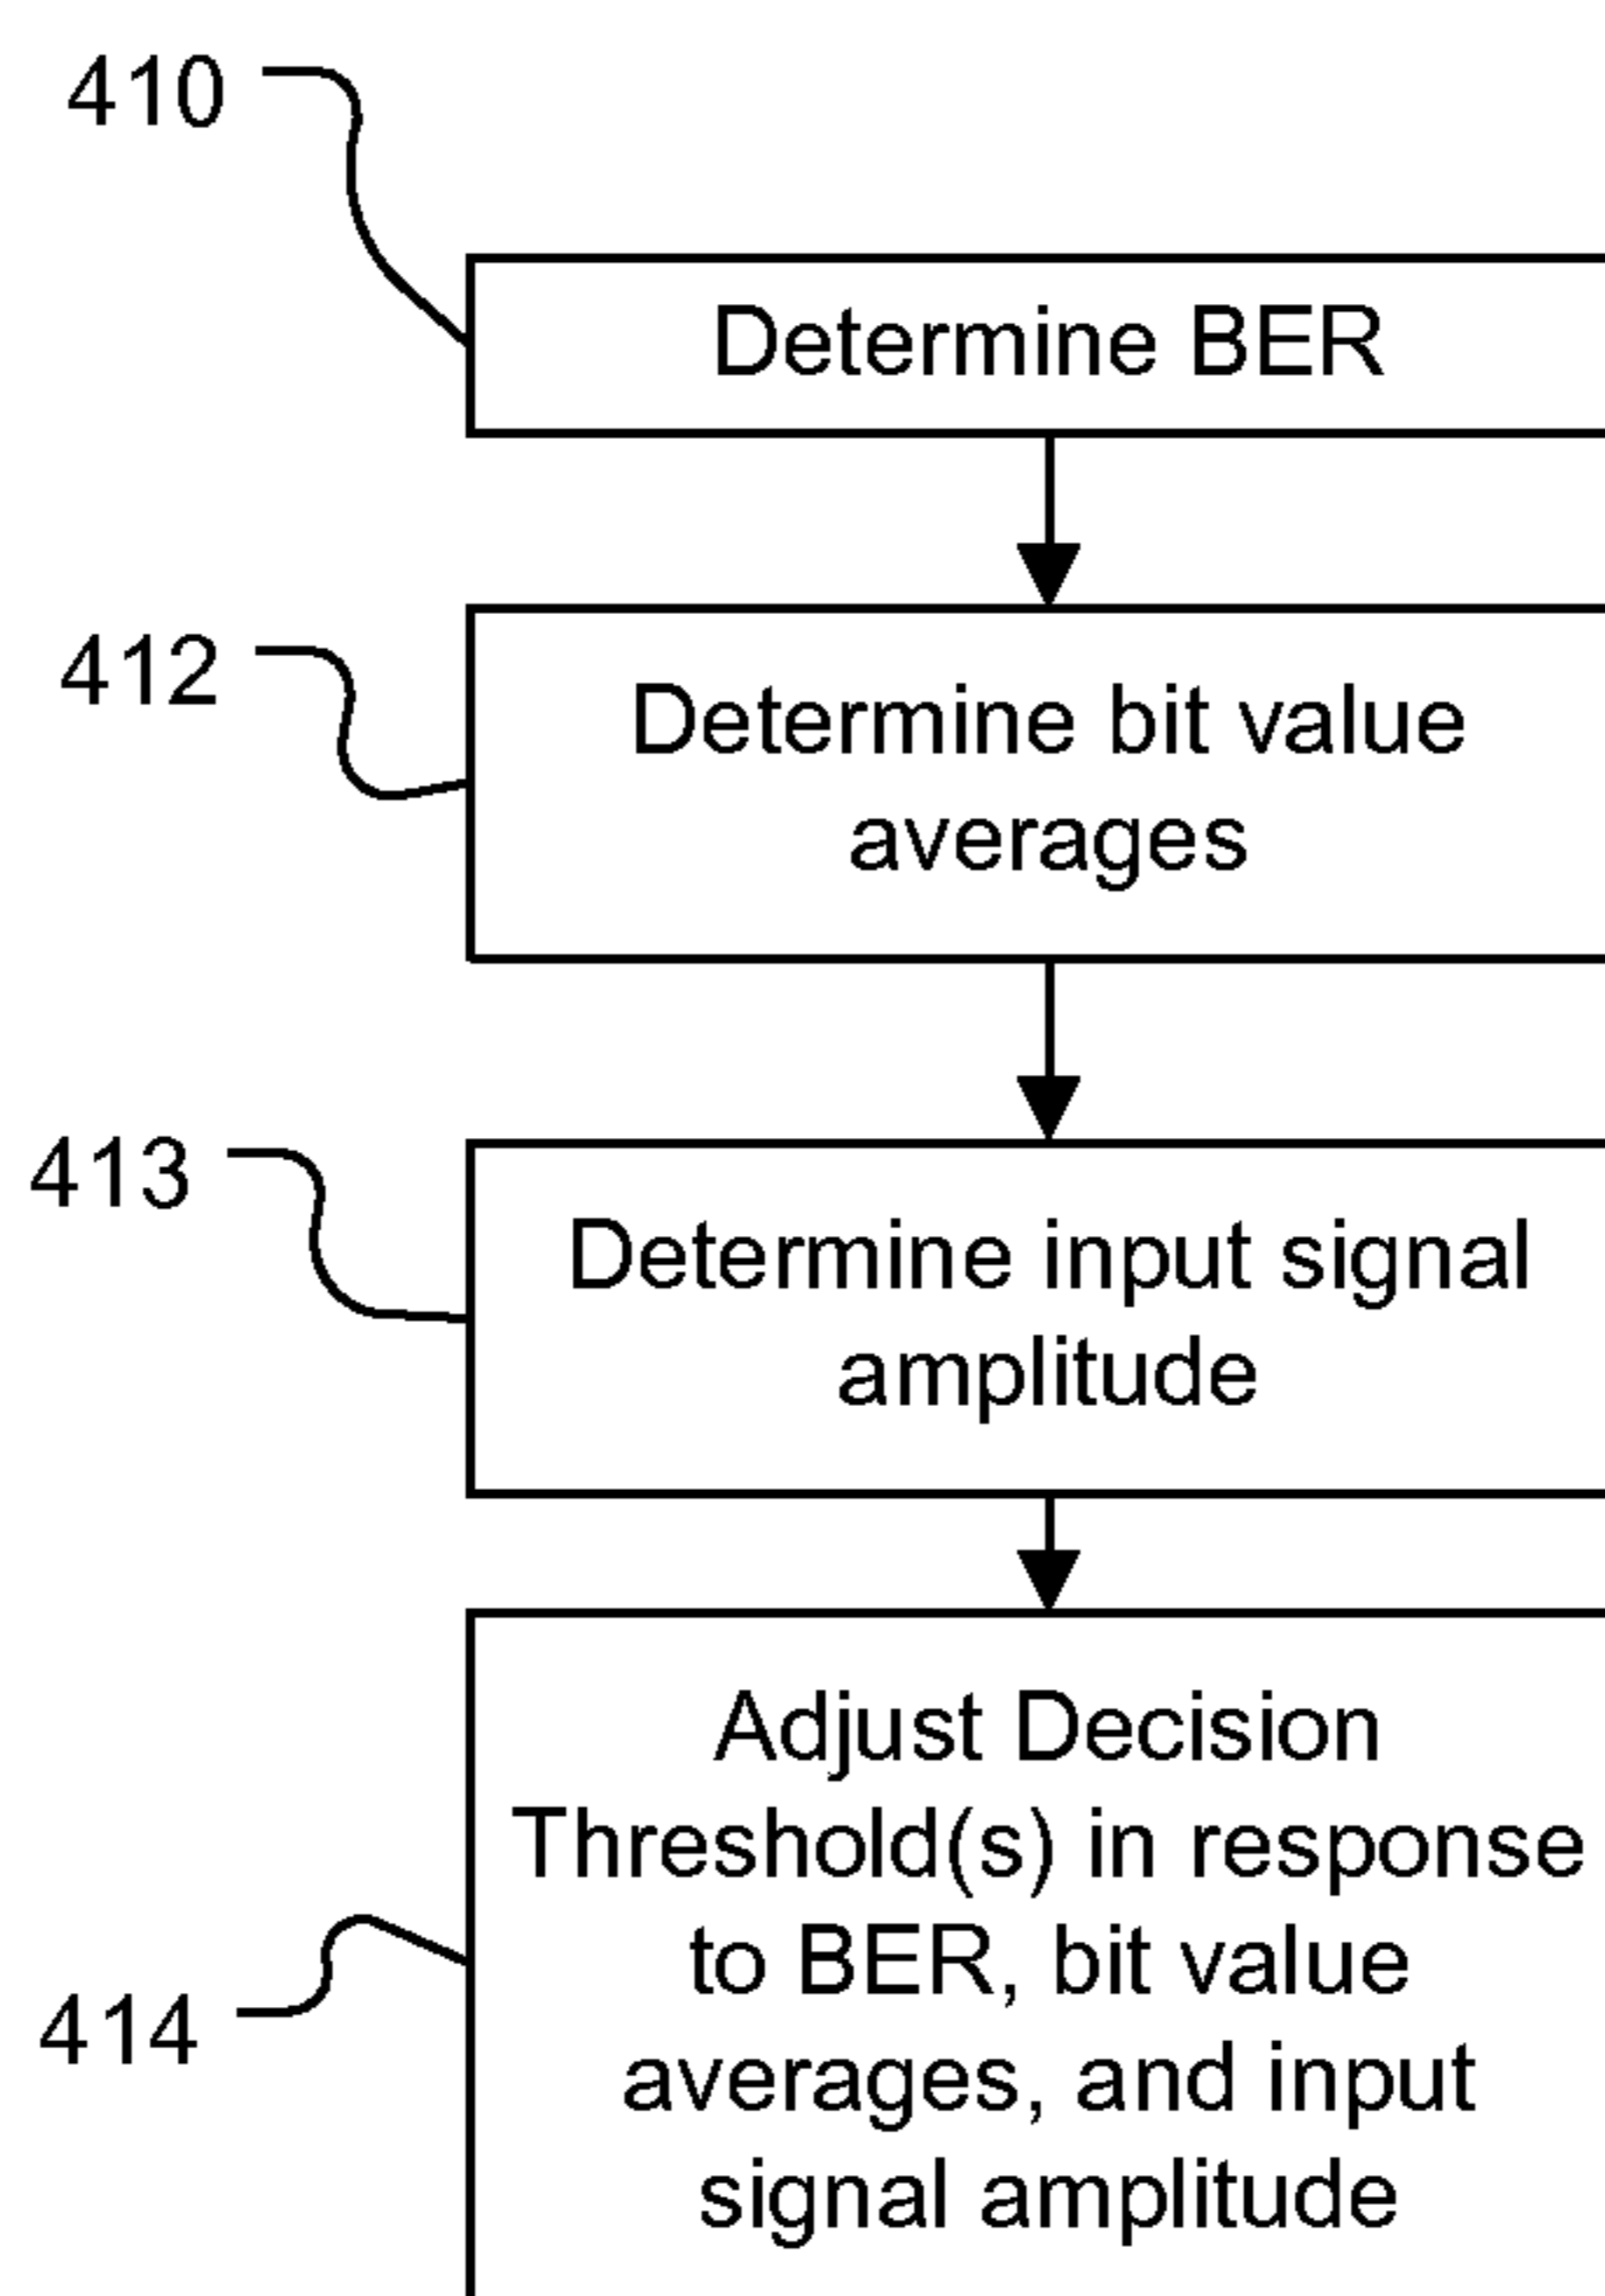 410
Determine BER
412
Determine bit value
averages
413
Determine input signal
amplitude
Adjust Decision
Threshold(s) in response
to BER, bit value
averages, and input
signal amplitude
414